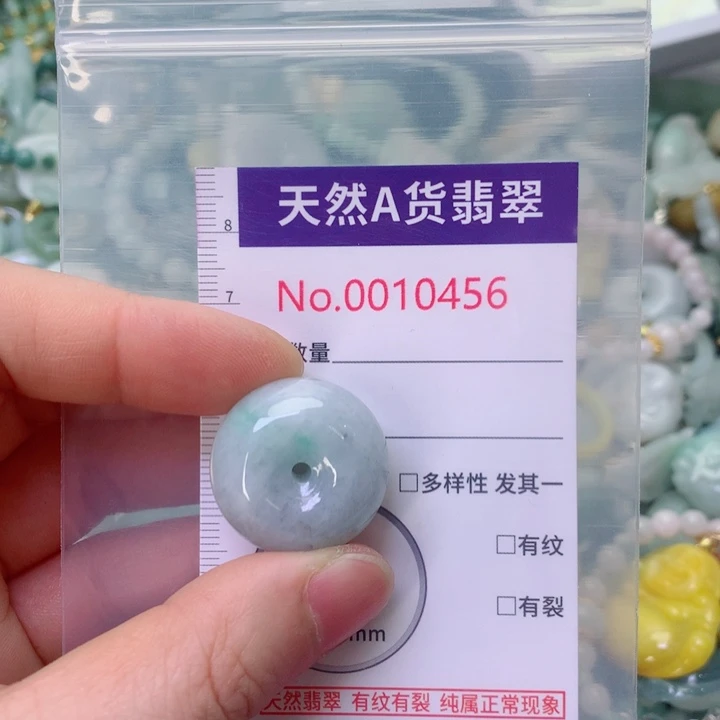 天然A货翡翠
8
No.0010456
7
数量
□多样性 发其一
□有纹
□有裂
mm
天然翡翠 有纹有裂 纯属正常现象